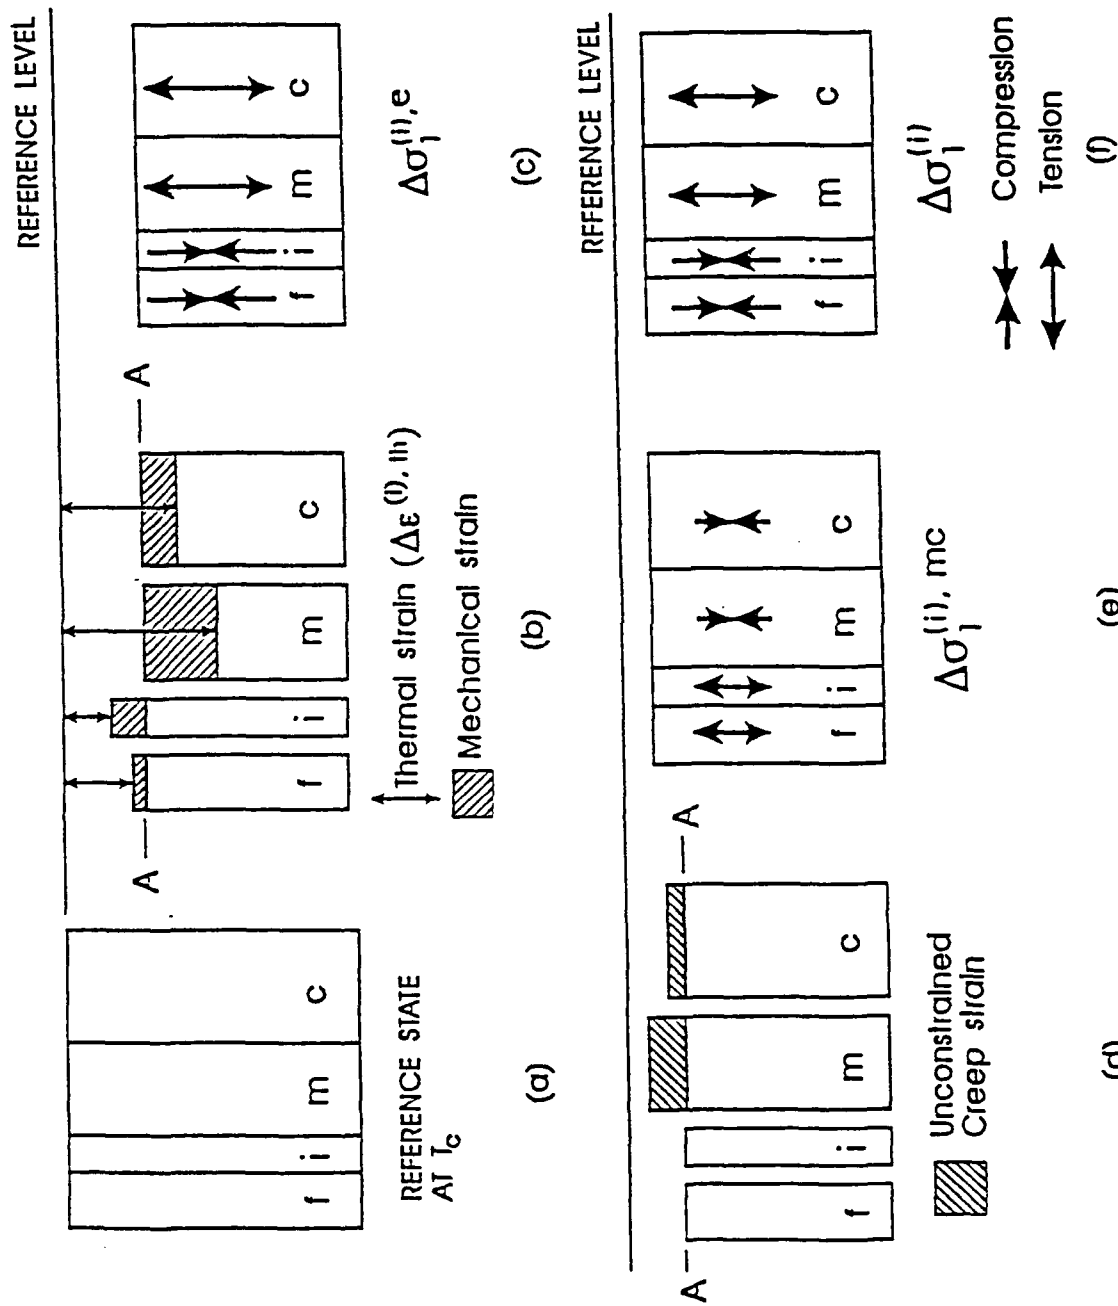 REFERENCE LEVEL
f i m c
REFERENCE STATE
AT Tc
(a)
A
A
f i m c
Thermal strain (Δε(i), th)
Mechanical strain
(b)
f i m c
Δσ1(i),e
(c)
RFFERENCE LEVEL
A
A
f i m c
Unconstrained
Creep strain
(d)
f i m c
Δσ1(i), mc
(e)
f i m c
Δσ1(i)
Compression
Tension
(f)